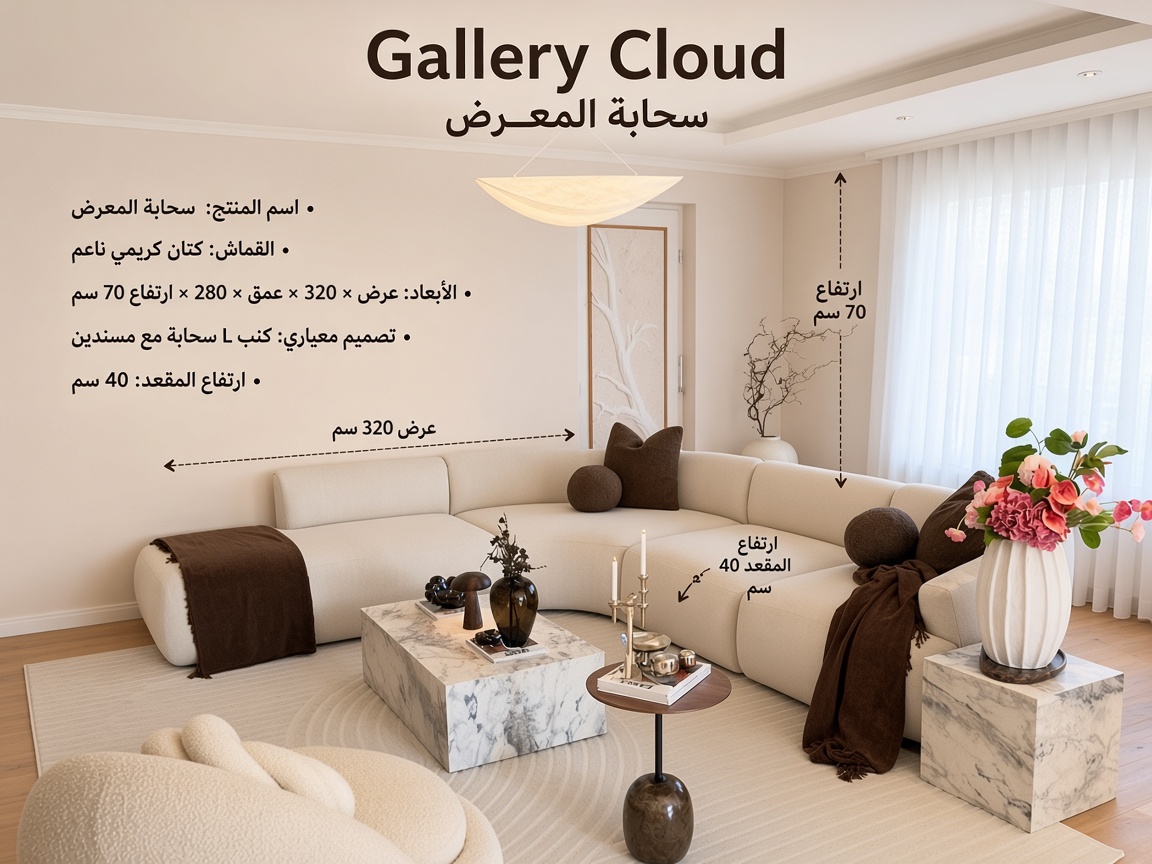 Gallery Cloud
سحابة المعـرض
• اسم المنتج: سحابة المعرض
• القماش: كتان كريمي ناعم
• الأبعاد: عرض × 320 × عمق × 280 × ارتفاع 70 سم
• تصميم معياري: كنب L سحابة مع مسندين
• ارتفاع المقعد: 40 سم
ارتفاع
70 سم
عرض 320 سم
ارتفاع
المقعد 40
سم